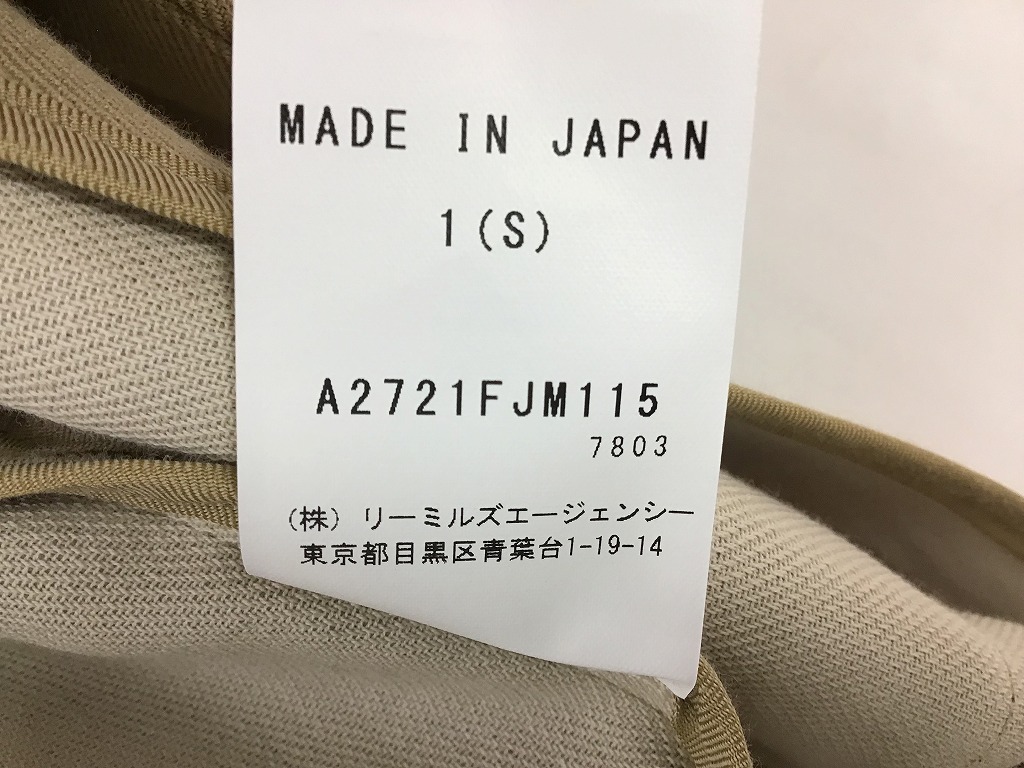 MADE IN JAPAN
1(S)
A2721FJM115
7803
(株) リーミルズエージェンシー
東京都目黒区青葉台1-19-14